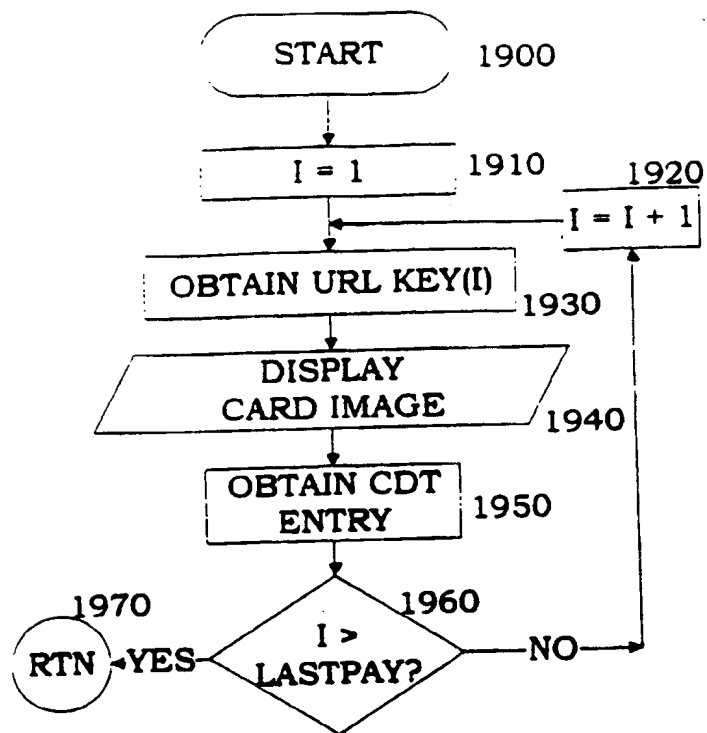 START 1900
I = 1 1910
1920
I = I + 1
OBTAIN URL KEY(I) 1930
DISPLAY
CARD IMAGE 1940
OBTAIN CDT
ENTRY 1950
1970 1960
I >
LASTPAY?
RTN YES NO